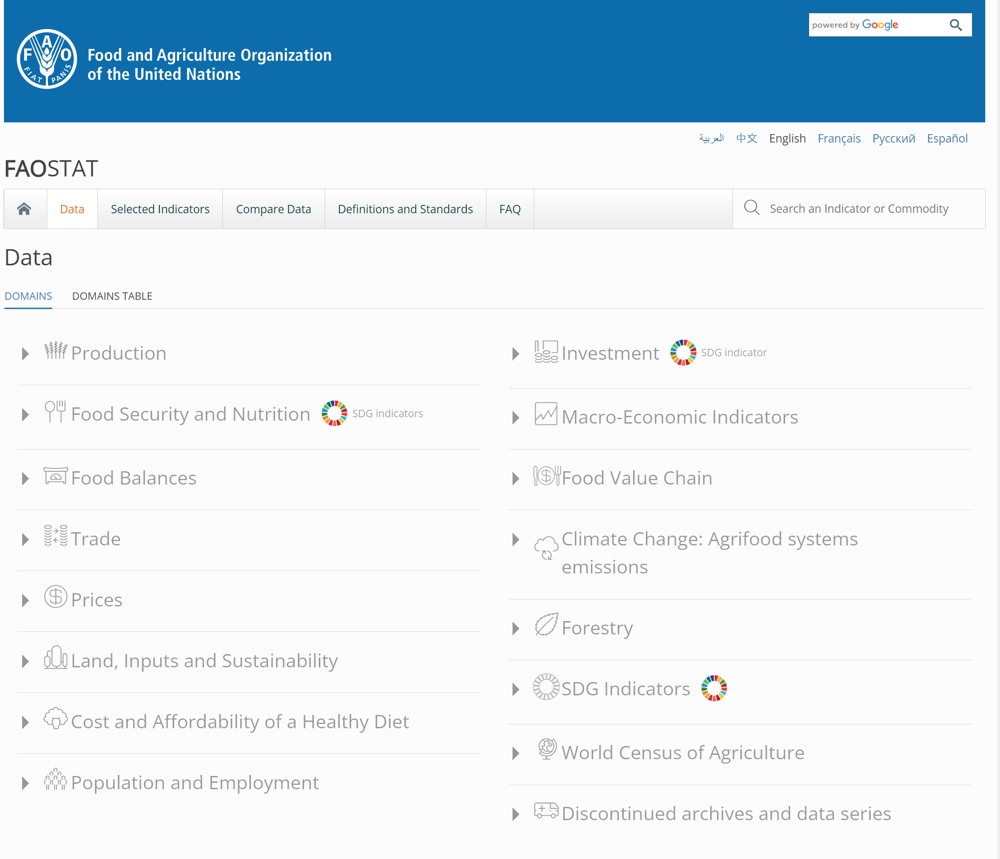 powered by Google
F A O
FIAT PANIS
Food and Agriculture Organization
of the United Nations
العربية 中文 English Français Русский Español
FAOSTAT
Data Selected Indicators Compare Data Definitions and Standards FAQ Search an Indicator or Commodity
Data
DOMAINS DOMAINS TABLE
Production
Food Security and Nutrition SDG indicators
Food Balances
Trade
Prices
Land, Inputs and Sustainability
Cost and Affordability of a Healthy Diet
Population and Employment
Investment SDG indicator
Macro-Economic Indicators
Food Value Chain
Climate Change: Agrifood systems
emissions
Forestry
SDG Indicators
World Census of Agriculture
Discontinued archives and data series